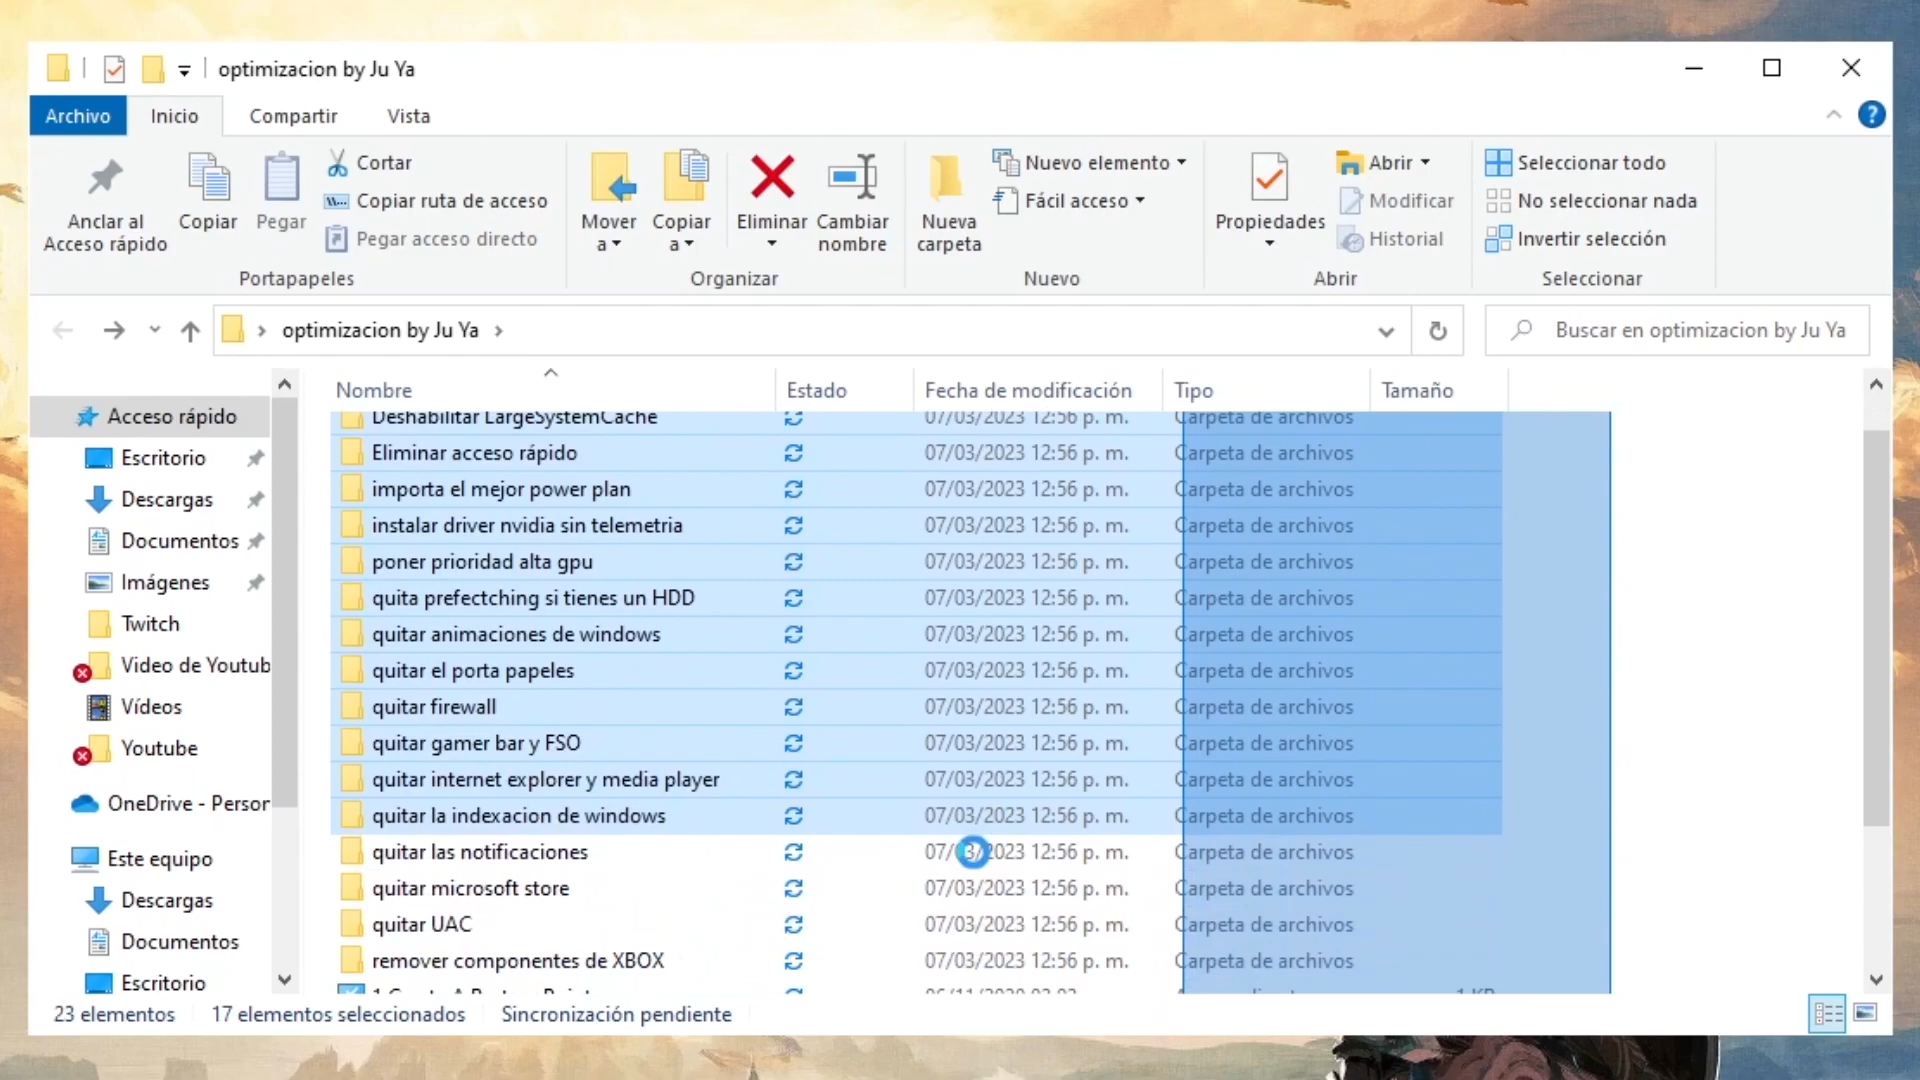 optimizacion by Ju Ya
Archivo Inicio Compartir Vista
Anclar al Acceso rápido
Copiar
Pegar
Cortar
Copiar ruta de acceso
Pegar acceso directo
Portapapeles
Mover a
Copiar a
Eliminar
Cambiar nombre
Organizar
Nueva carpeta
Nuevo elemento
Fácil acceso
Nuevo
Propiedades
Abrir
Modificar
Historial
Abrir
Seleccionar todo
No seleccionar nada
Invertir selección
Seleccionar
optimizacion by Ju Ya
Buscar en optimizacion by Ju Ya
Acceso rápido
Escritorio
Descargas
Documentos
Imágenes
Twitch
Video de Youtub
Vídeos
Youtube
OneDrive - Person
Este equipo
Descargas
Documentos
Escritorio
Nombre Estado Fecha de modificación Tipo Tamaño
Deshabilitar LargeSystemCache 07/03/2023 12:56 p. m. Carpeta de archivos
Eliminar acceso rápido 07/03/2023 12:56 p. m. Carpeta de archivos
importa el mejor power plan 07/03/2023 12:56 p. m. Carpeta de archivos
instalar driver nvidia sin telemetria 07/03/2023 12:56 p. m. Carpeta de archivos
poner prioridad alta gpu 07/03/2023 12:56 p. m. Carpeta de archivos
quita prefectching si tienes un HDD 07/03/2023 12:56 p. m. Carpeta de archivos
quitar animaciones de windows 07/03/2023 12:56 p. m. Carpeta de archivos
quitar el porta papeles 07/03/2023 12:56 p. m. Carpeta de archivos
quitar firewall 07/03/2023 12:56 p. m. Carpeta de archivos
quitar gamer bar y FSO 07/03/2023 12:56 p. m. Carpeta de archivos
quitar internet explorer y media player 07/03/2023 12:56 p. m. Carpeta de archivos
quitar la indexacion de windows 07/03/2023 12:56 p. m. Carpeta de archivos
quitar las notificaciones 07/03/2023 12:56 p. m. Carpeta de archivos
quitar microsoft store 07/03/2023 12:56 p. m. Carpeta de archivos
quitar UAC 07/03/2023 12:56 p. m. Carpeta de archivos
remover componentes de XBOX 07/03/2023 12:56 p. m. Carpeta de archivos
23 elementos 17 elementos seleccionados Sincronización pendiente